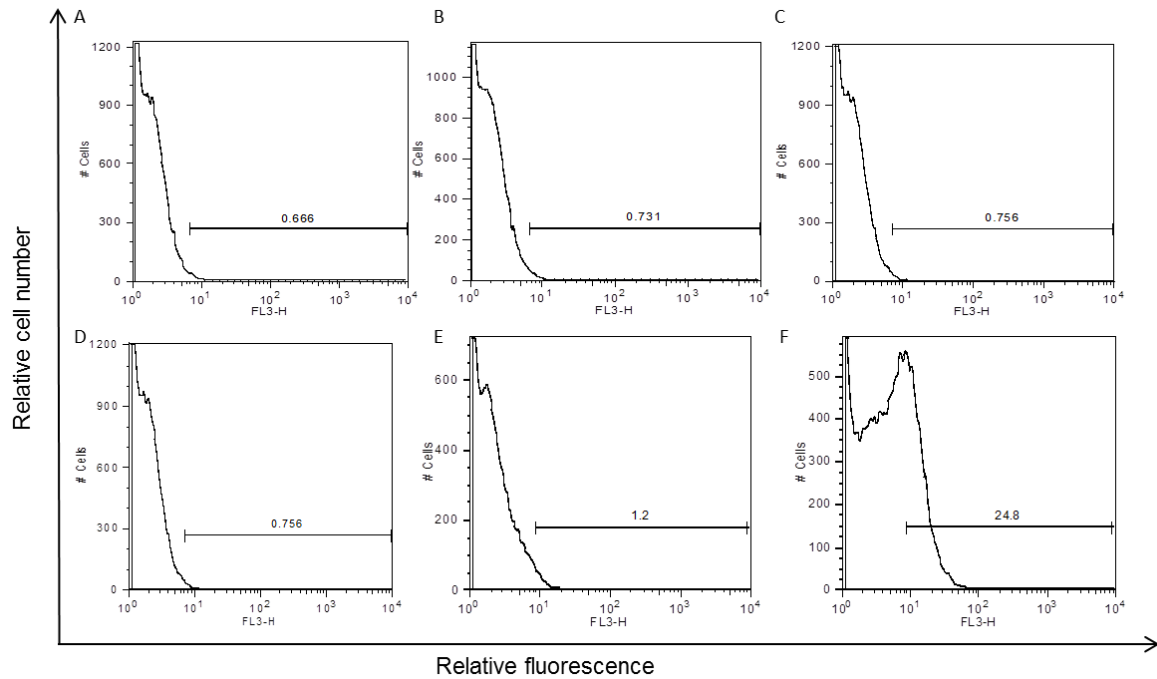 A
1200
900
600
300
0
# Cells
0.666
10^0 10^1 10^2 10^3 10^4
FL3-H
B
1000
800
600
400
200
0
# Cells
0.731
10^0 10^1 10^2 10^3 10^4
FL3-H
C
1200
900
600
300
0
# Cells
0.756
10^0 10^1 10^2 10^3 10^4
FL3-H
D
1200
900
600
300
0
# Cells
0.756
10^0 10^1 10^2 10^3 10^4
FL3-H
E
600
400
200
0
# Cells
1.2
10^0 10^1 10^2 10^3 10^4
FL3-H
F
500
400
300
200
100
0
# Cells
24.8
10^0 10^1 10^2 10^3 10^4
FL3-H
Relative cell number
Relative fluorescence